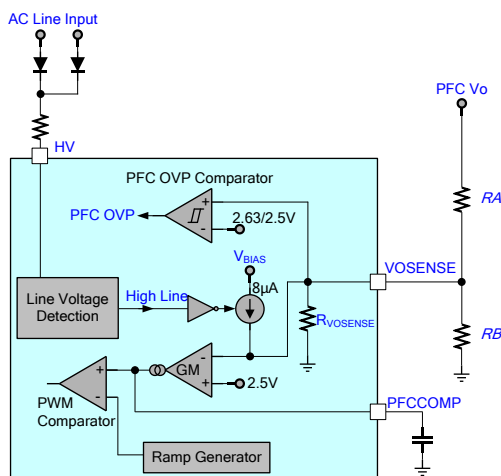 AC Line Input
PFC Vo
HV
PFC OVP Comparator
PFC OVP
+
-
2.63/2.5V
RA
VBIAS
8µA
VOSENSE
Line Voltage
Detection
High Line
RVOSENSE
RB
-
GM
+
2.5V
+
-
PWM
Comparator
PFCCOMP
Ramp Generator